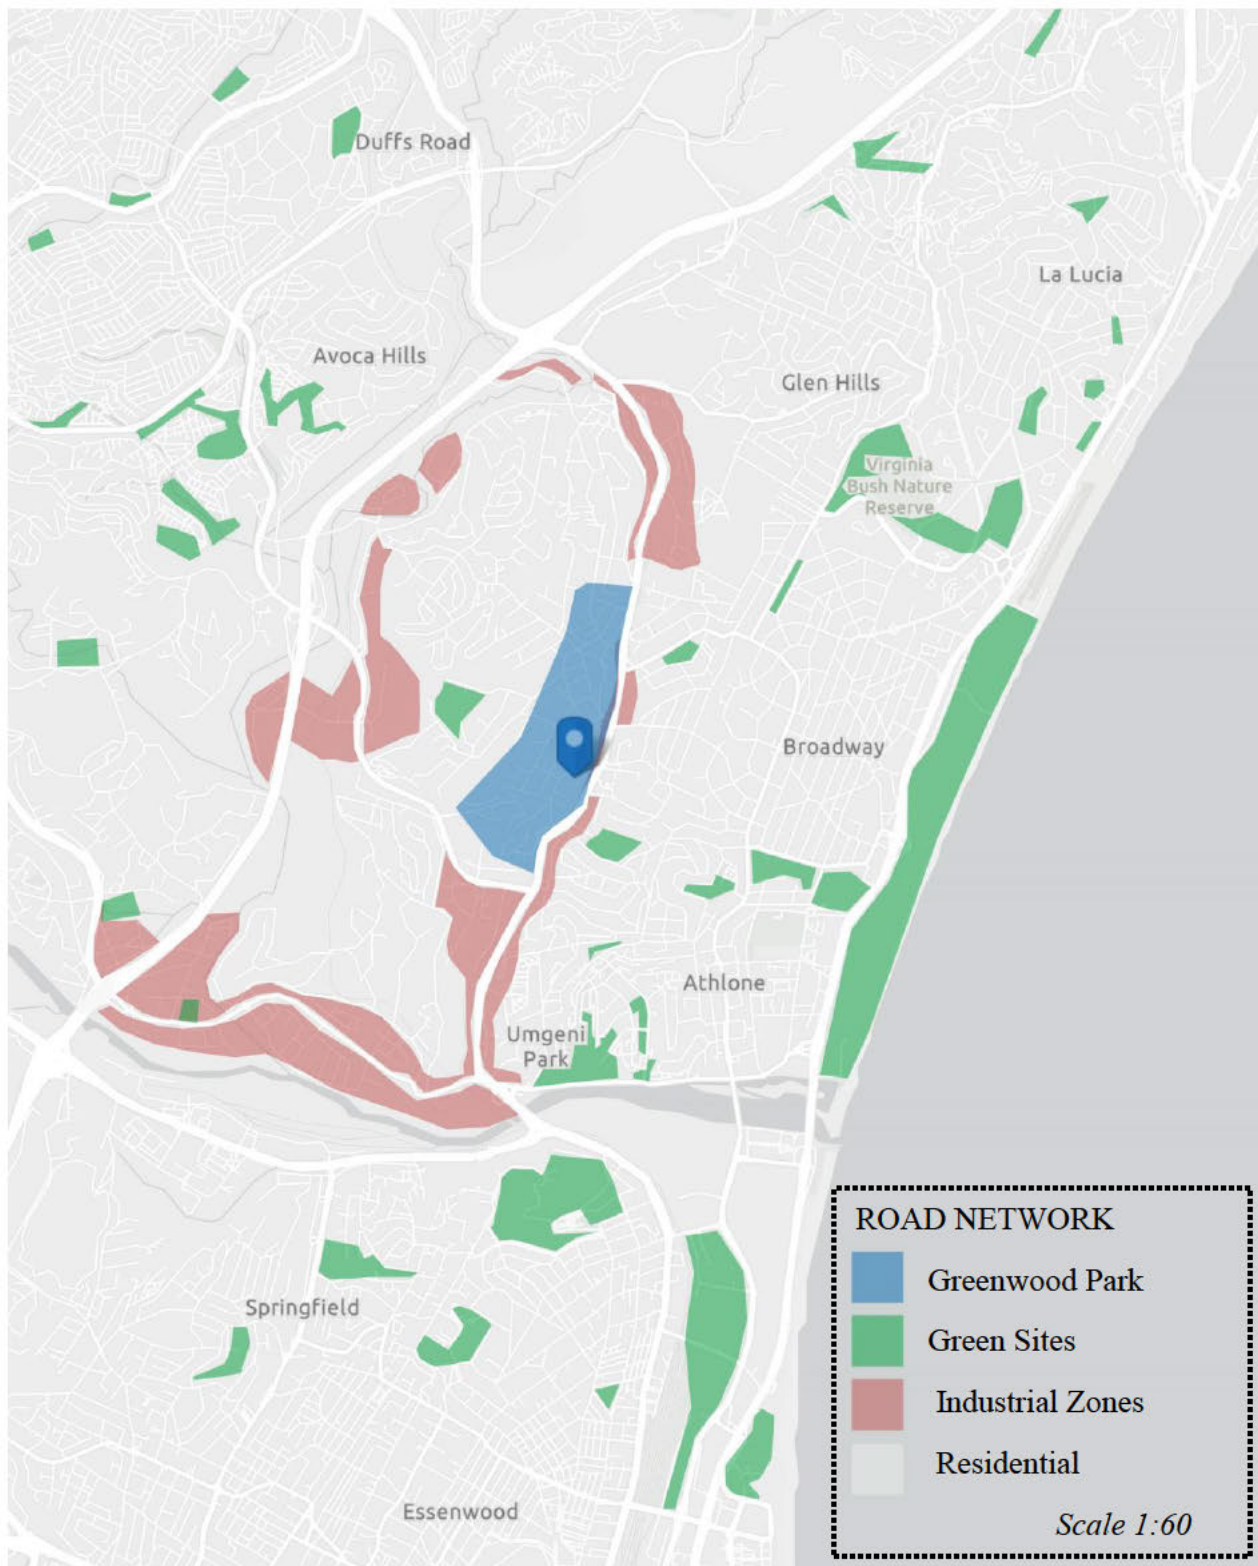 Duffs Road
La Lucia
Avoca Hills
Glen Hills
Virginia
Bush Nature
Reserve
Broadway
Athlone
Umgeni
Park
Springfield
Essenwood
ROAD NETWORK
Greenwood Park
Green Sites
Industrial Zones
Residential
Scale 1:60